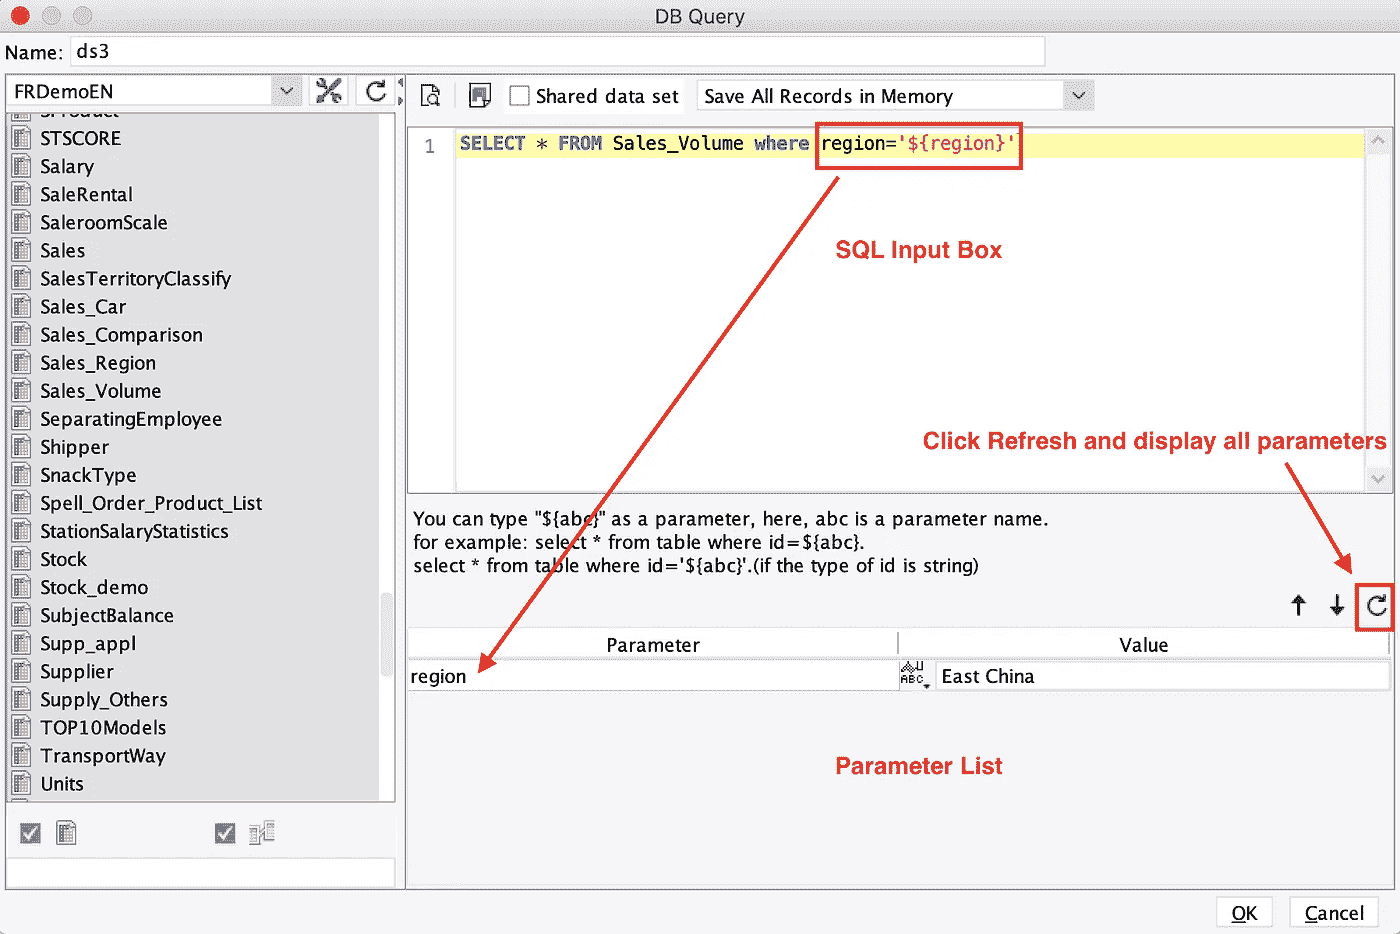 DB Query
Name: ds3
FRDemoEN
Shared data set
Save All Records in Memory
STSCORE
Salary
SaleRental
SaleroomScale
Sales
SalesTerritoryClassify
Sales_Car
Sales_Comparison
Sales_Region
Sales_Volume
SeparatingEmployee
Shipper
SnackType
Spell_Order_Product_List
StationSalaryStatistics
Stock
Stock_demo
SubjectBalance
Supp_appl
Supplier
Supply_Others
TOP10Models
TransportWay
Units
1 SELECT * FROM Sales_Volume where region='${region}'
SQL Input Box
Click Refresh and display all parameters
You can type "${abc}" as a parameter, here, abc is a parameter name.
for example: select * from table where id=${abc}.
select * from table where id='${abc}'.(if the type of id is string)
Parameter Value
region ABC East China
Parameter List
OK Cancel